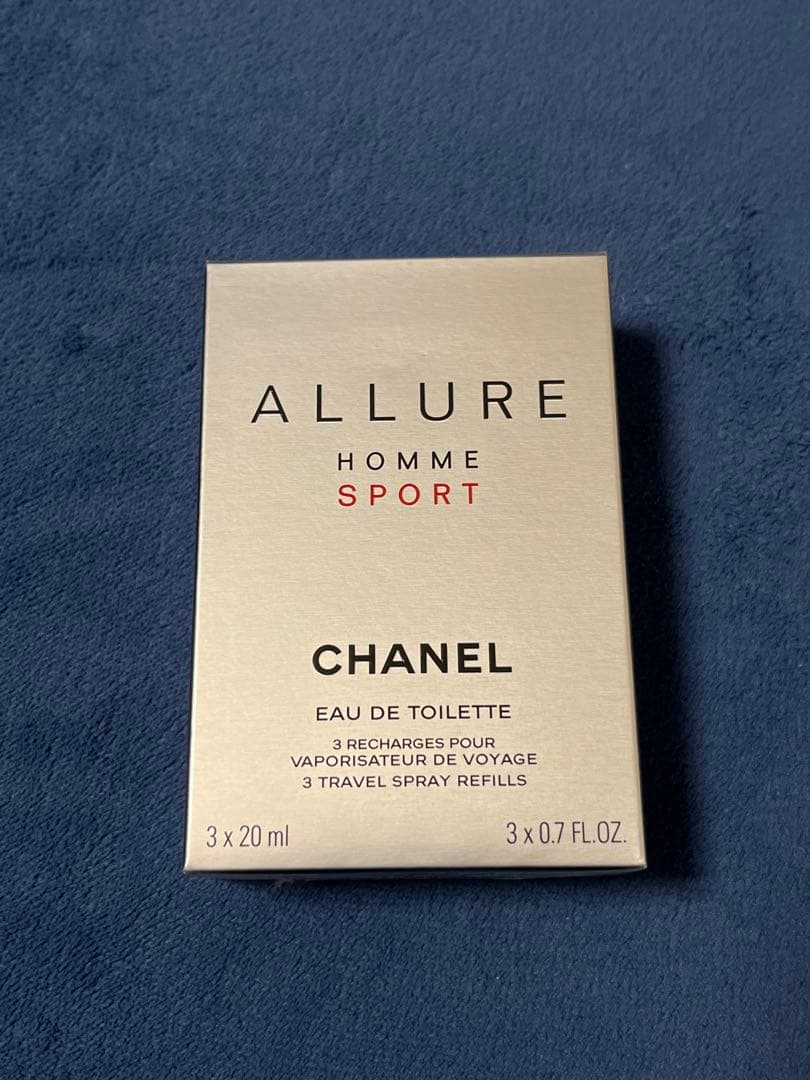 ALLURE
HOMME
SPORT
CHANEL
EAU DE TOILETTE
3 RECHARGES POUR
VAPORISATEUR DE VOYAGE
3 TRAVEL SPRAY REFILLS
3 x 20 ml 3 x 0.7 FL.OZ.